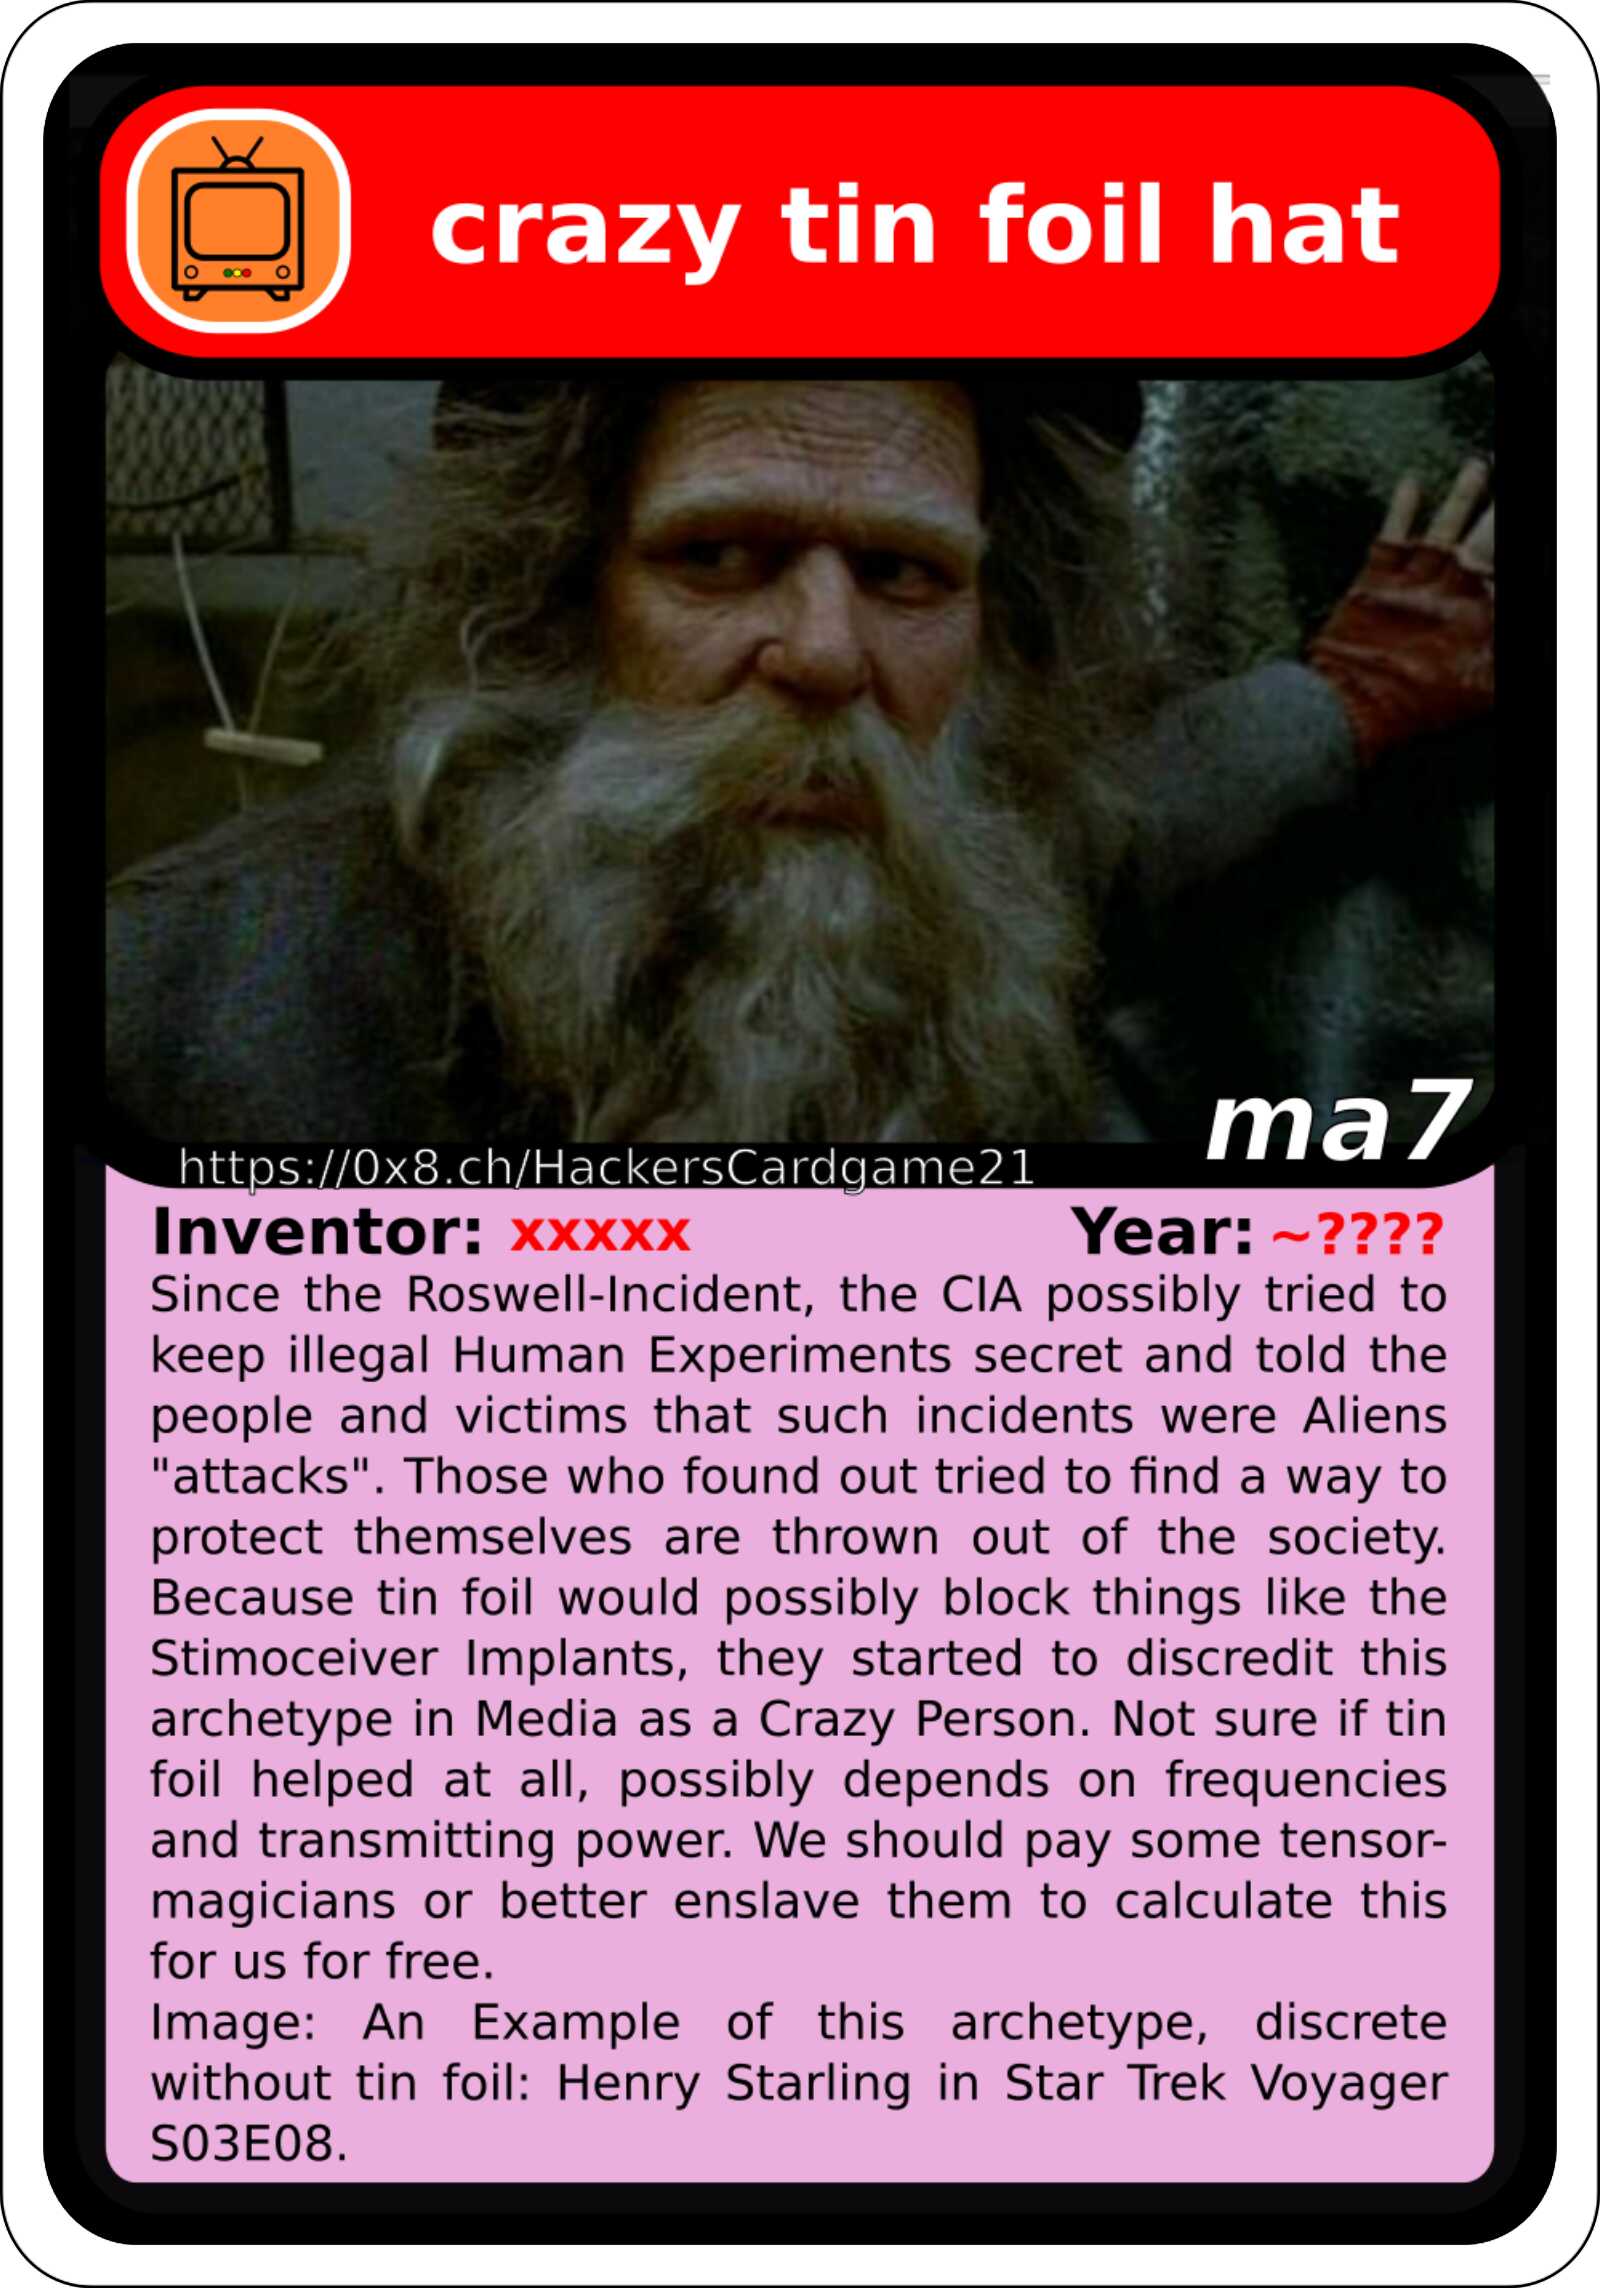 crazy tin foil hat
ma7
https://0x8.ch/HackersCardgame21
Inventor: xxxxx Year: ~????
Since the Roswell-Incident, the CIA possibly tried to
keep illegal Human Experiments secret and told the
people and victims that such incidents were Aliens
"attacks". Those who found out tried to find a way to
protect themselves are thrown out of the society.
Because tin foil would possibly block things like the
Stimoceiver Implants, they started to discredit this
archetype in Media as a Crazy Person. Not sure if tin
foil helped at all, possibly depends on frequencies
and transmitting power. We should pay some tensor-
magicians or better enslave them to calculate this
for us for free.
Image: An Example of this archetype, discrete
without tin foil: Henry Starling in Star Trek Voyager
S03E08.